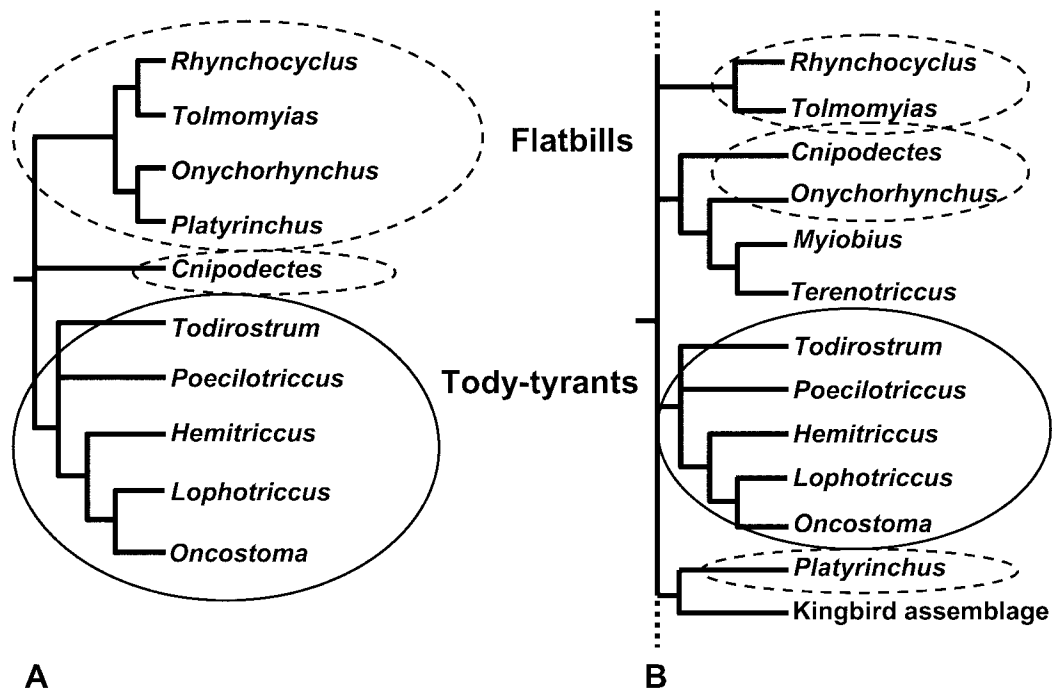 Rhynchocyclus
Tolmomyias
Onychorhynchus
Platyrinchus
Cnipodectes
Todirostrum
Poecilotriccus
Hemitriccus
Lophotriccus
Oncostoma
A
Flatbills
Tody-tyrants
Rhynchocyclus
Tolmomyias
Cnipodectes
Onychorhynchus
Myiobius
Terenotriccus
Todirostrum
Poecilotriccus
Hemitriccus
Lophotriccus
Oncostoma
Platyrinchus
Kingbird assemblage
B